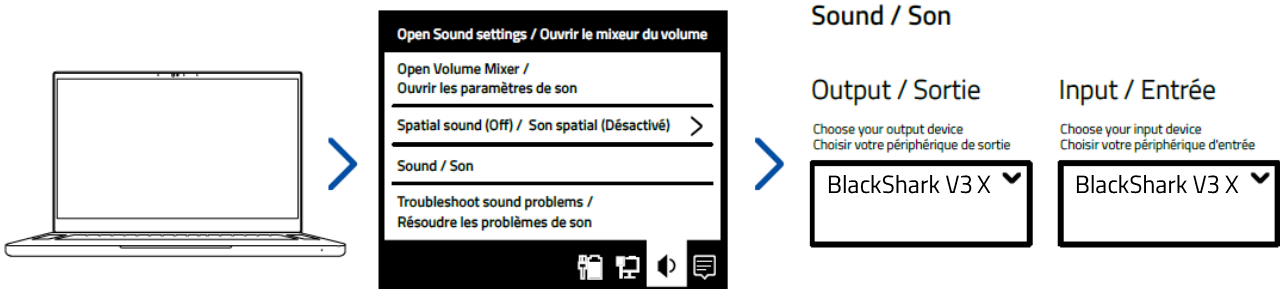 Open Sound settings / Ouvrir le mixeur du volume
Open Volume Mixer /
Ouvrir les paramètres de son
Spatial sound (Off) / Son spatial (Désactivé)
Sound / Son
Troubleshoot sound problems /
Résoudre les problèmes de son
Sound / Son
Output / Sortie
Choose your output device
Choisir votre périphérique de sortie
BlackShark V3 X
Input / Entrée
Choose your input device
Choisir votre périphérique d'entrée
BlackShark V3 X